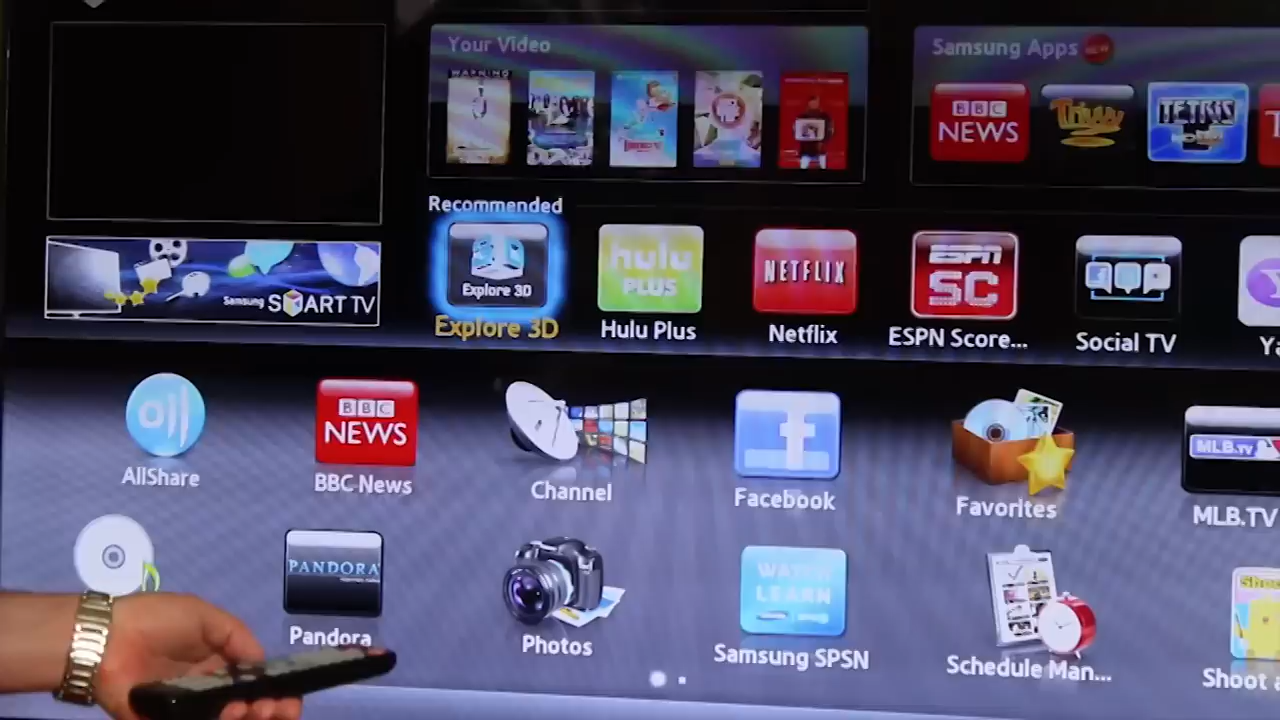 Your Video
Samsung Apps NEW
WARNING
BBC
NEWS
TETRIS
Recommended
Explore 3D
Explore 3D
hulu
PLUS
Hulu Plus
NETFLIX
Netflix
ESPN
SC
ESPN Score...
Social TV
Samsung SMART TV
AllShare
BBC
NEWS
BBC News
Channel
Facebook
Favorites
MLB.TV
MLB.TV
PANDORA
Pandora
Photos
WATCH
LEARN
Samsung SPSN
Schedule Man...
Shoot